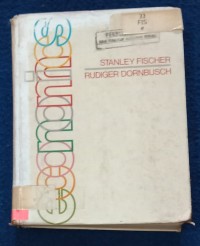 economics
STANLEY FISCHER
RUDIGER DORNBUSCH